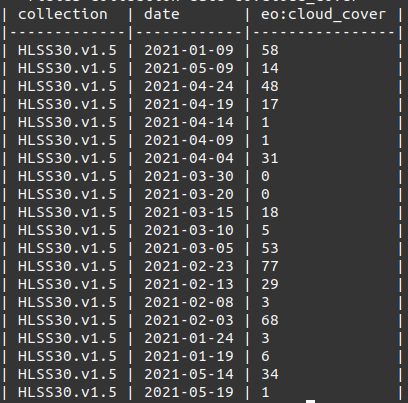 | collection | date | eo:cloud_cover |
|-------------|------------|----------------|
| HLSS30.v1.5 | 2021-01-09 | 58 |
| HLSS30.v1.5 | 2021-05-09 | 14 |
| HLSS30.v1.5 | 2021-04-24 | 48 |
| HLSS30.v1.5 | 2021-04-19 | 17 |
| HLSS30.v1.5 | 2021-04-14 | 1 |
| HLSS30.v1.5 | 2021-04-09 | 1 |
| HLSS30.v1.5 | 2021-04-04 | 31 |
| HLSS30.v1.5 | 2021-03-30 | 0 |
| HLSS30.v1.5 | 2021-03-20 | 0 |
| HLSS30.v1.5 | 2021-03-15 | 18 |
| HLSS30.v1.5 | 2021-03-10 | 5 |
| HLSS30.v1.5 | 2021-03-05 | 53 |
| HLSS30.v1.5 | 2021-02-23 | 77 |
| HLSS30.v1.5 | 2021-02-13 | 29 |
| HLSS30.v1.5 | 2021-02-08 | 3 |
| HLSS30.v1.5 | 2021-02-03 | 68 |
| HLSS30.v1.5 | 2021-01-24 | 3 |
| HLSS30.v1.5 | 2021-01-19 | 6 |
| HLSS30.v1.5 | 2021-05-14 | 34 |
| HLSS30.v1.5 | 2021-05-19 | 1 |